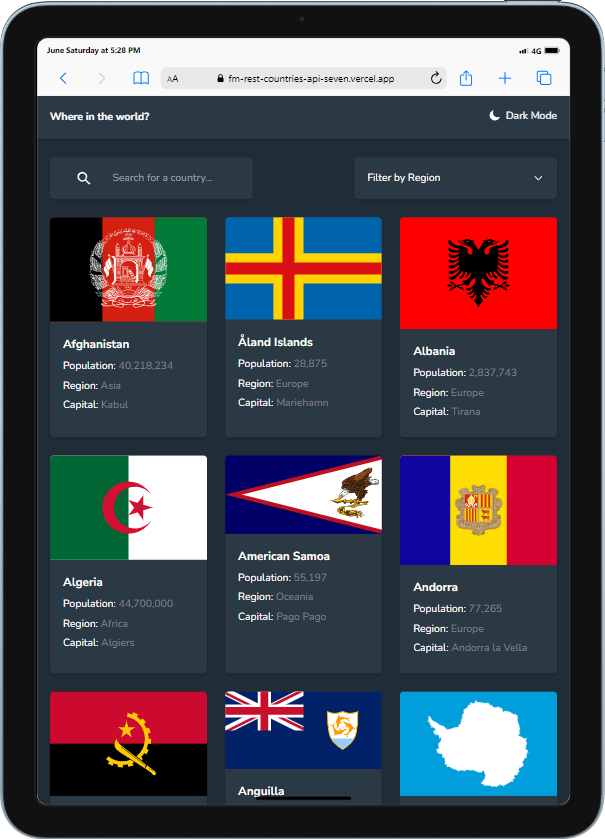 June Saturday at 5:28 PM
4G
AA
fm-rest-countries-api-seven.vercel.app
Where in the world?
Dark Mode
Search for a country...
Filter by Region
Afghanistan
Population: 40,218,234
Region: Asia
Capital: Kabul
Åland Islands
Population: 28,875
Region: Europe
Capital: Mariehamn
Albania
Population: 2,837,743
Region: Europe
Capital: Tirana
Algeria
Population: 44,700,000
Region: Africa
Capital: Algiers
American Samoa
Population: 55,197
Region: Oceania
Capital: Pago Pago
Andorra
Population: 77,265
Region: Europe
Capital: Andorra la Vella
Anguilla